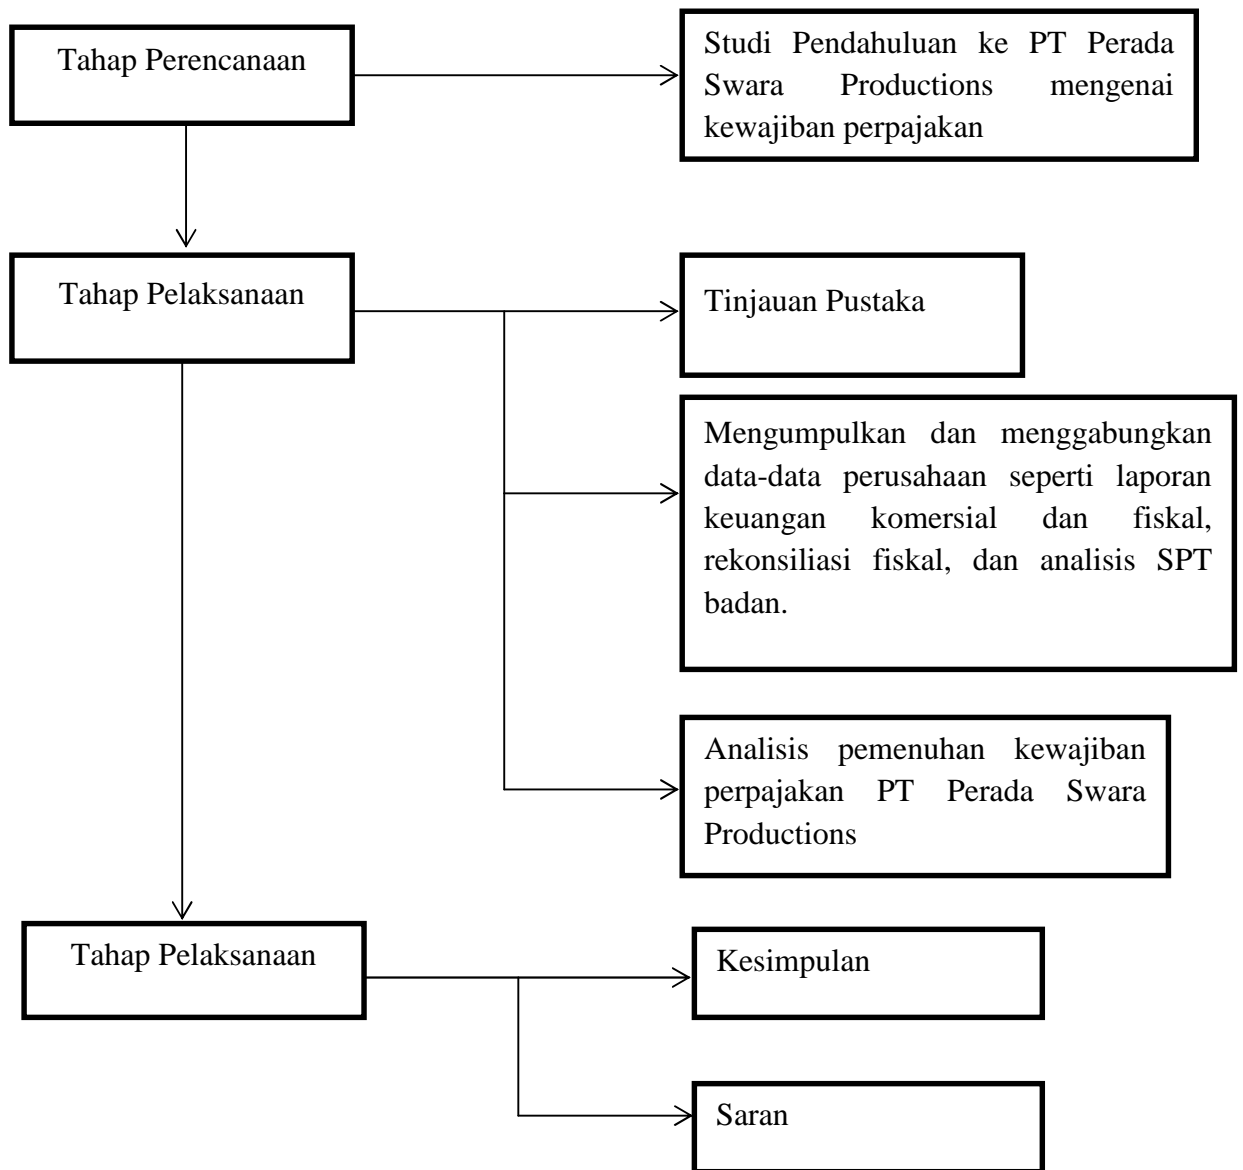 Tahap Perencanaan
Studi Pendahuluan ke PT Perada
Swara Productions mengenai
kewajiban perpajakan
Tahap Pelaksanaan
Tinjauan Pustaka
Mengumpulkan dan menggabungkan
data-data perusahaan seperti laporan
keuangan komersial dan fiskal,
rekonsiliasi fiskal, dan analisis SPT
badan.
Analisis pemenuhan kewajiban
perpajakan PT Perada Swara
Productions
Tahap Pelaksanaan
Kesimpulan
Saran